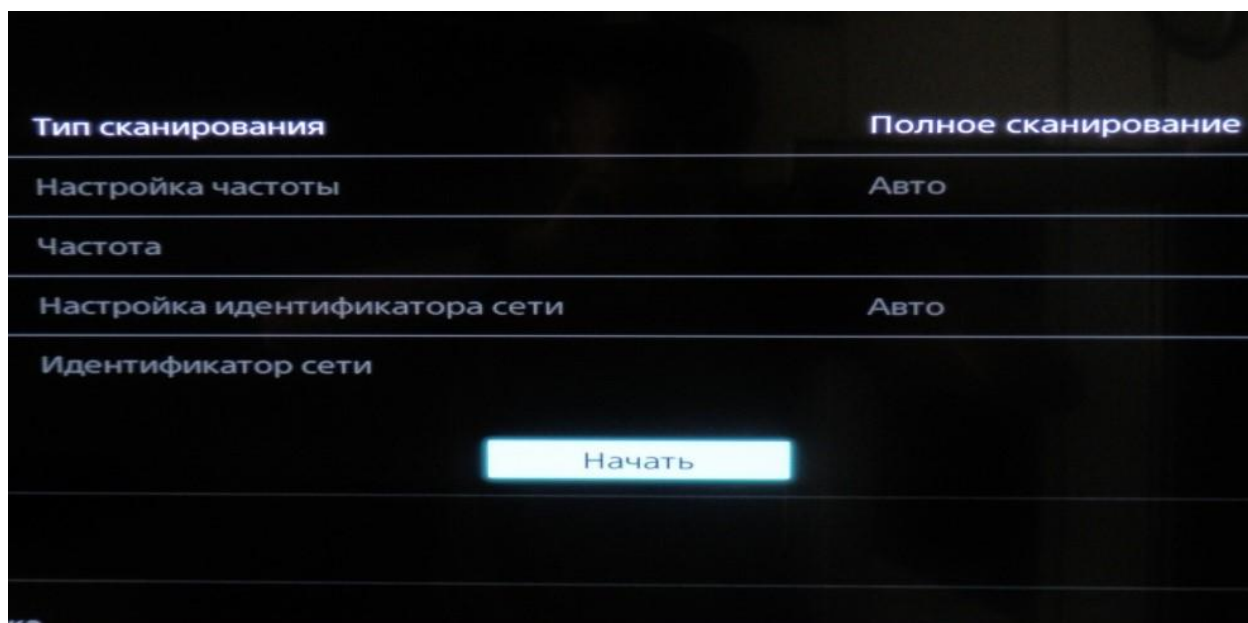 Тип сканирования Полное сканирование
Настройка частоты Авто
Частота
Настройка идентификатора сети Авто
Идентификатор сети
Начать